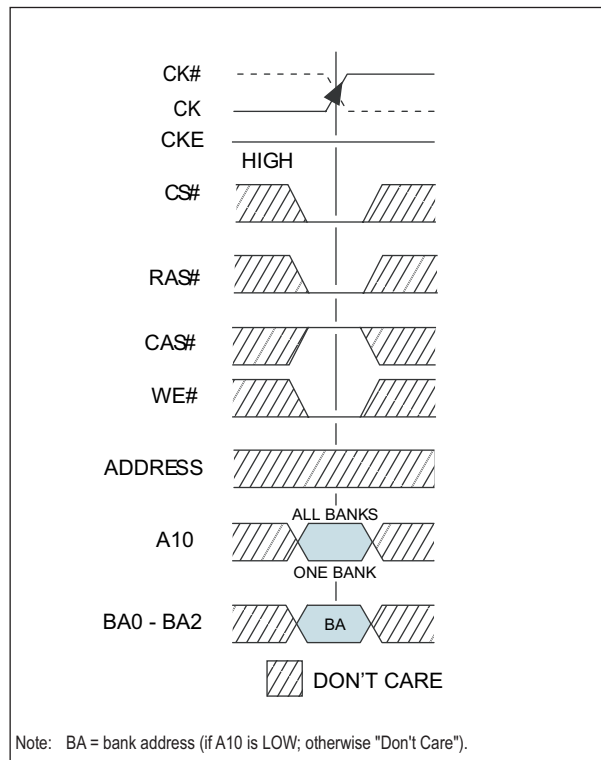 CK#
CK
CKE
HIGH
CS#
RAS#
CAS#
WE#
ADDRESS
ALL BANKS
A10
ONE BANK
BA0 - BA2
BA
DON'T CARE
Note: BA = bank address (if A10 is LOW; otherwise "Don't Care").